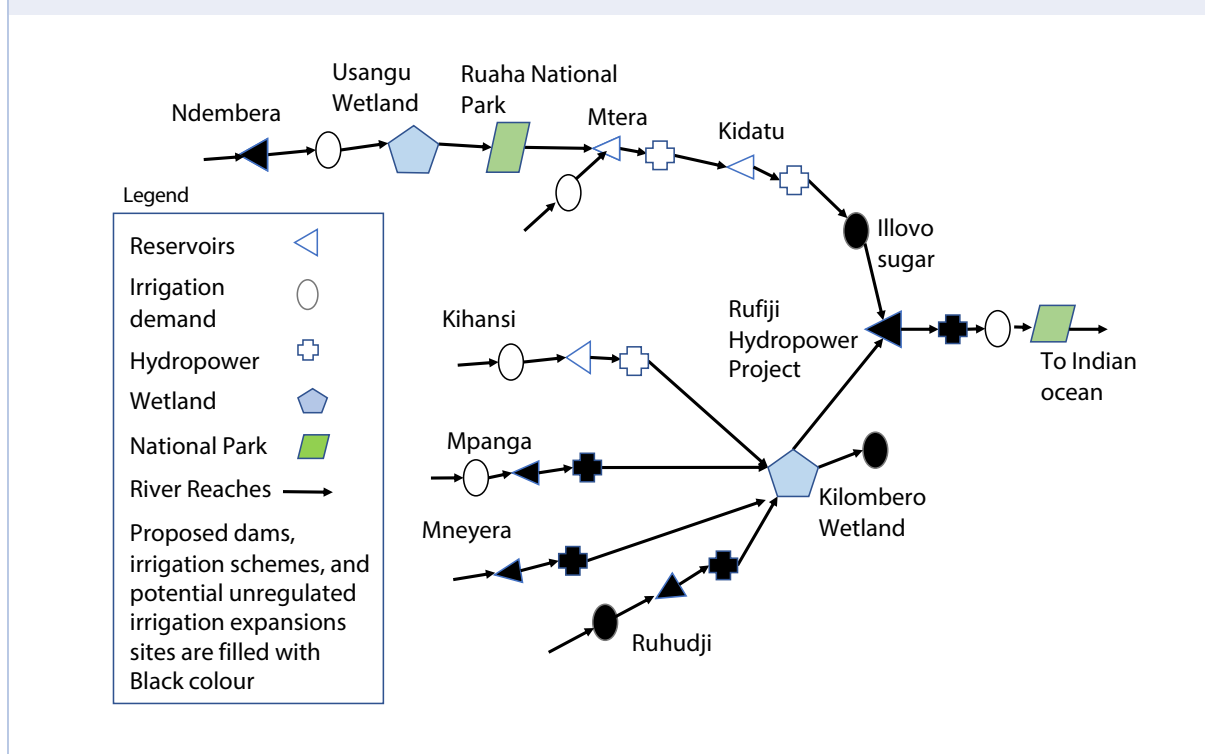 Ndembera
Usangu
Wetland
Ruaha National
Park
Mtera
Kidatu
Legend
Reservoirs
Irrigation
demand
Hydropower
Wetland
National Park
River Reaches
Proposed dams,
irrigation schemes, and
potential unregulated
irrigation expansions
sites are filled with
Black colour
Illovo
sugar
Rufiji
Hydropower
Project
To Indian
ocean
Kihansi
Mpanga
Mneyera
Ruhudji
Kilombero
Wetland